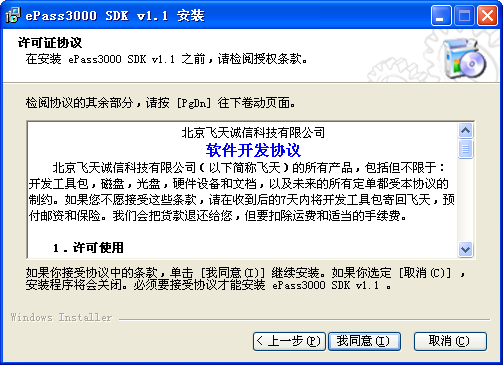 ePass3000 SDK v1.1 安装
许可证协议
在安装 ePass3000 SDK v1.1 之前，请检阅授权条款。
检阅协议的其余部分，请按 [PgDn] 往下卷动页面。
北京飞天诚信科技有限公司
软件开发协议
北京飞天诚信科技有限公司（以下简称飞天）的所有产品，包括但不限于：
开发工具包，磁盘，光盘，硬件设备和文档，以及未来的所有定单都受本协议的
制约。如果您不愿接受这些条款，请在收到后的7天内将开发工具包寄回飞天，预
付邮资和保险。我们会把货款退还给您，但要扣除运费和适当的手续费。
1．许可使用
如果你接受协议中的条款，单击 [我同意(I)] 继续安装。如果你选定 [取消(C)] ，
安装程序将会关闭。必须要接受协议才能安装 ePass3000 SDK v1.1 。
Windows Installer
< 上一步(P)
我同意(I)
取消(C)